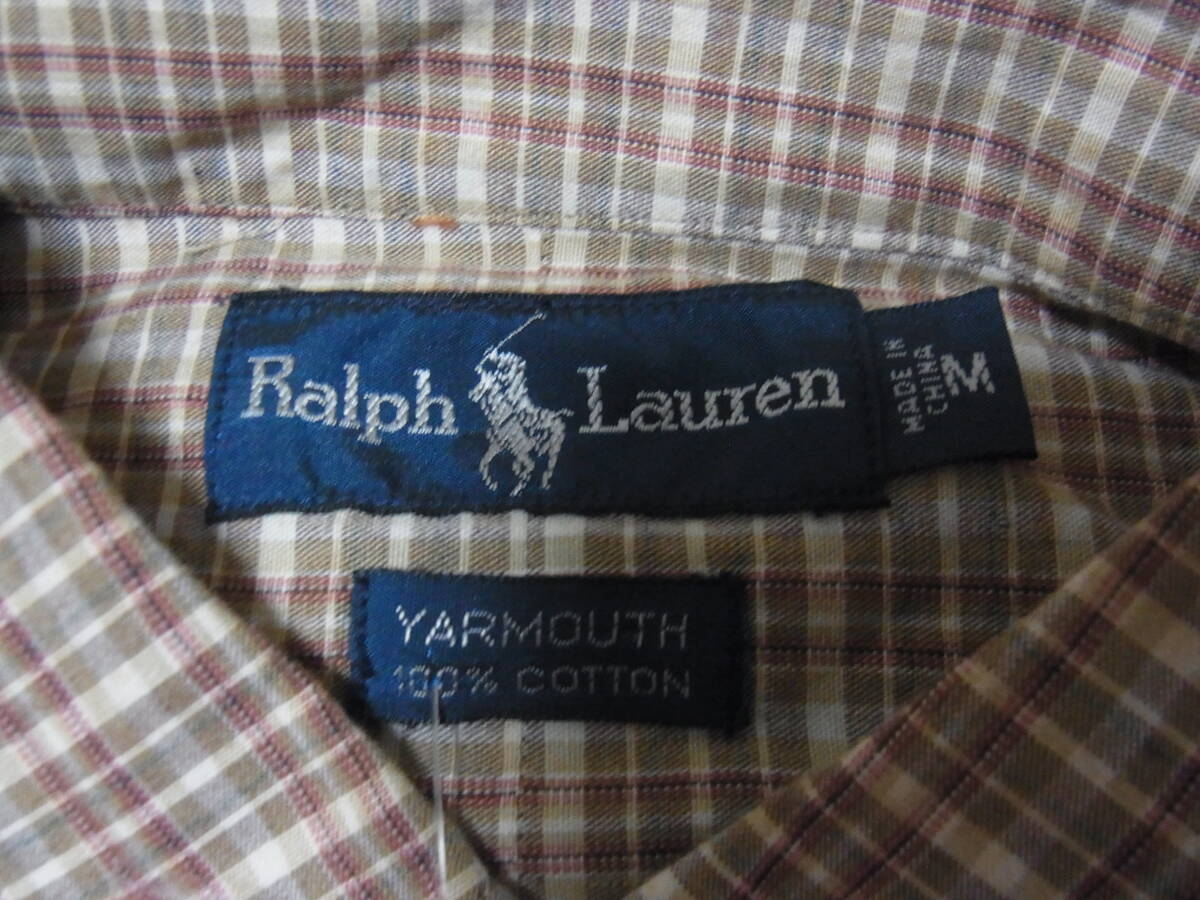 Ralph Lauren
MADE IN
CHINA
M
YARMOUTH
100% COTTON